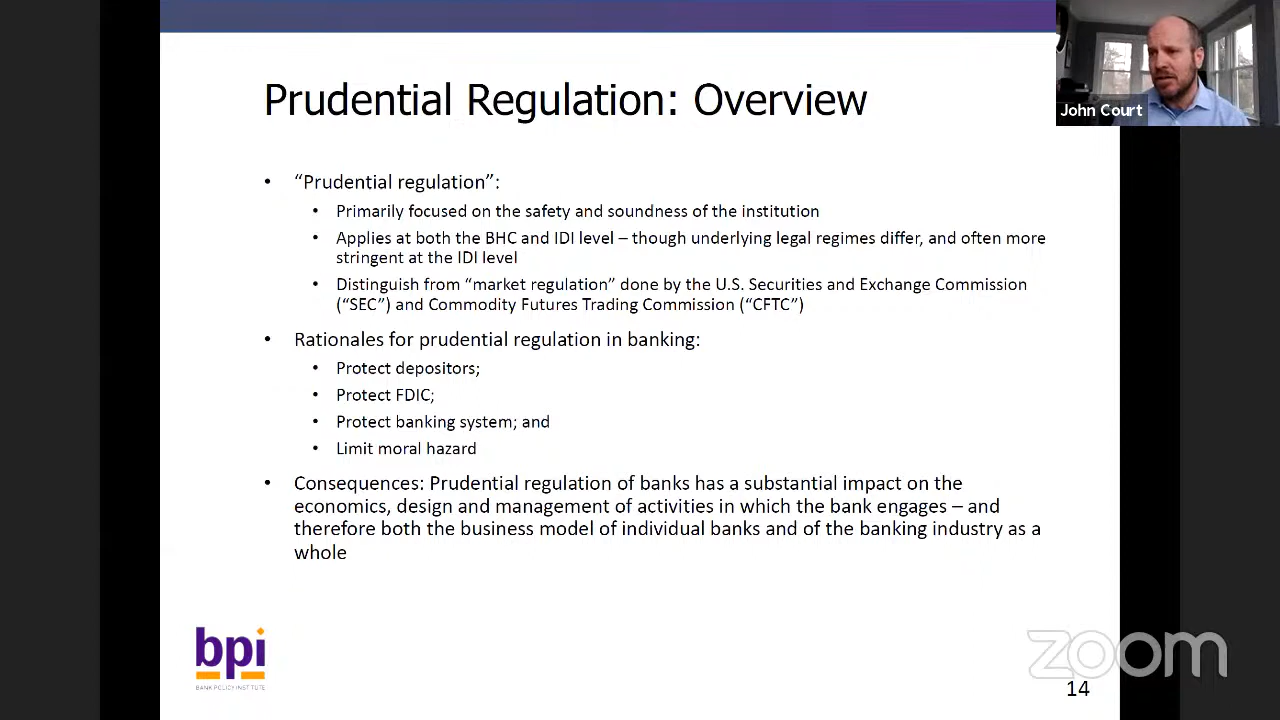 Prudential Regulation: Overview
John Court
• “Prudential regulation”:
• Primarily focused on the safety and soundness of the institution
• Applies at both the BHC and IDI level – though underlying legal regimes differ, and often more
stringent at the IDI level
• Distinguish from “market regulation” done by the U.S. Securities and Exchange Commission
(“SEC”) and Commodity Futures Trading Commission (“CFTC”)
• Rationales for prudential regulation in banking:
• Protect depositors;
• Protect FDIC;
• Protect banking system; and
• Limit moral hazard
• Consequences: Prudential regulation of banks has a substantial impact on the
economics, design and management of activities in which the bank engages – and
therefore both the business model of individual banks and of the banking industry as a
whole
bpi
BANK POLICY INSTITUTE
zoom
14